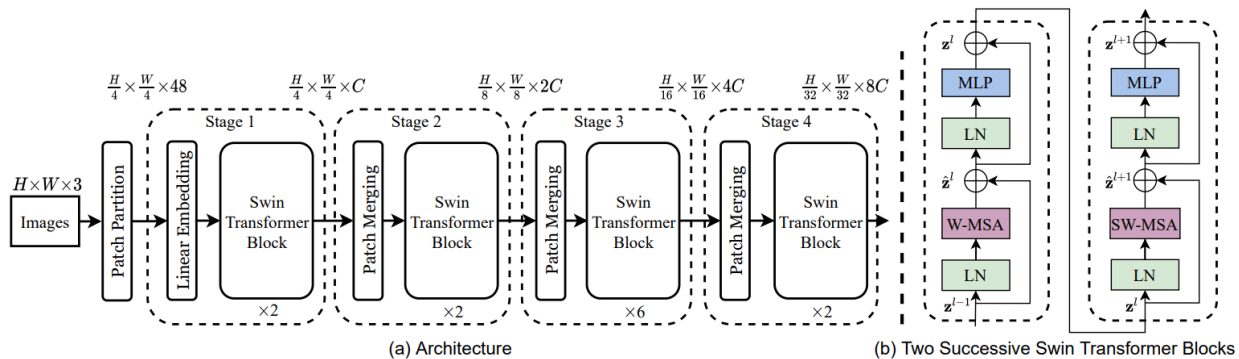 H/4 × W/4 × 48
H/4 × W/4 × C
H/8 × W/8 × 2C
H/16 × W/16 × 4C
H/32 × W/32 × 8C
Stage 1
Stage 2
Stage 3
Stage 4
H×W×3
Images
Patch Partition
Linear Embedding
Swin
Transformer
Block
×2
Patch Merging
Swin
Transformer
Block
×2
Patch Merging
Swin
Transformer
Block
×6
Patch Merging
Swin
Transformer
Block
×2
(a) Architecture
z^l
MLP
LN
ẑ^l
W-MSA
LN
z^{l-1}
z^{l+1}
MLP
LN
ẑ^{l+1}
SW-MSA
LN
z^l
(b) Two Successive Swin Transformer Blocks